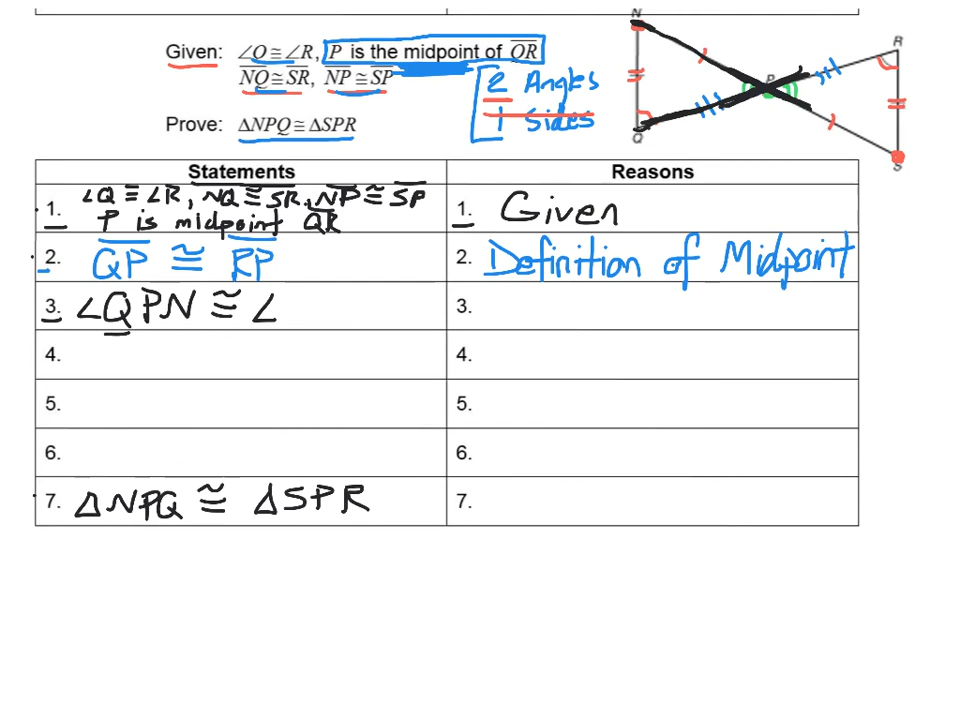 Given: ∠Q ≅ ∠R, P is the midpoint of QR
NQ ≅ SR, NP ≅ SP
2 Angles
1 Sides
Prove: ΔNPQ ≅ ΔSPR
N
R
P
Q
S
Statements Reasons
1. ∠Q ≅ ∠R, NQ ≅ SR, NP ≅ SP
P is midpoint QR
1. Given
2. QP ≅ RP 2. Definition of Midpoint
3. ∠QPN ≅ ∠ 3.
4. 4.
5. 5.
6. 6.
7. ΔNPQ ≅ ΔSPR 7.